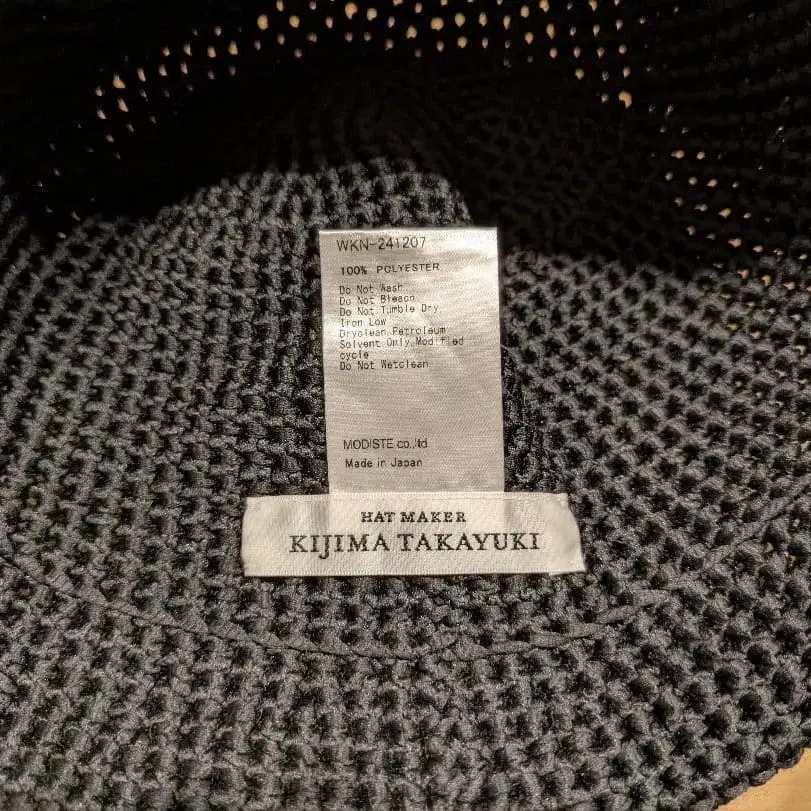 WKN-241207
100% POLYESTER
Do Not Wash
Do Not Bleach
Do Not Tumble Dry
Iron Low
Dryclean,Petroleum
Solvent Only,Modified
cycle
Do Not Wetclean
MODISTE co.,ltd
Made in Japan
HAT MAKER
KIJIMA TAKAYUKI